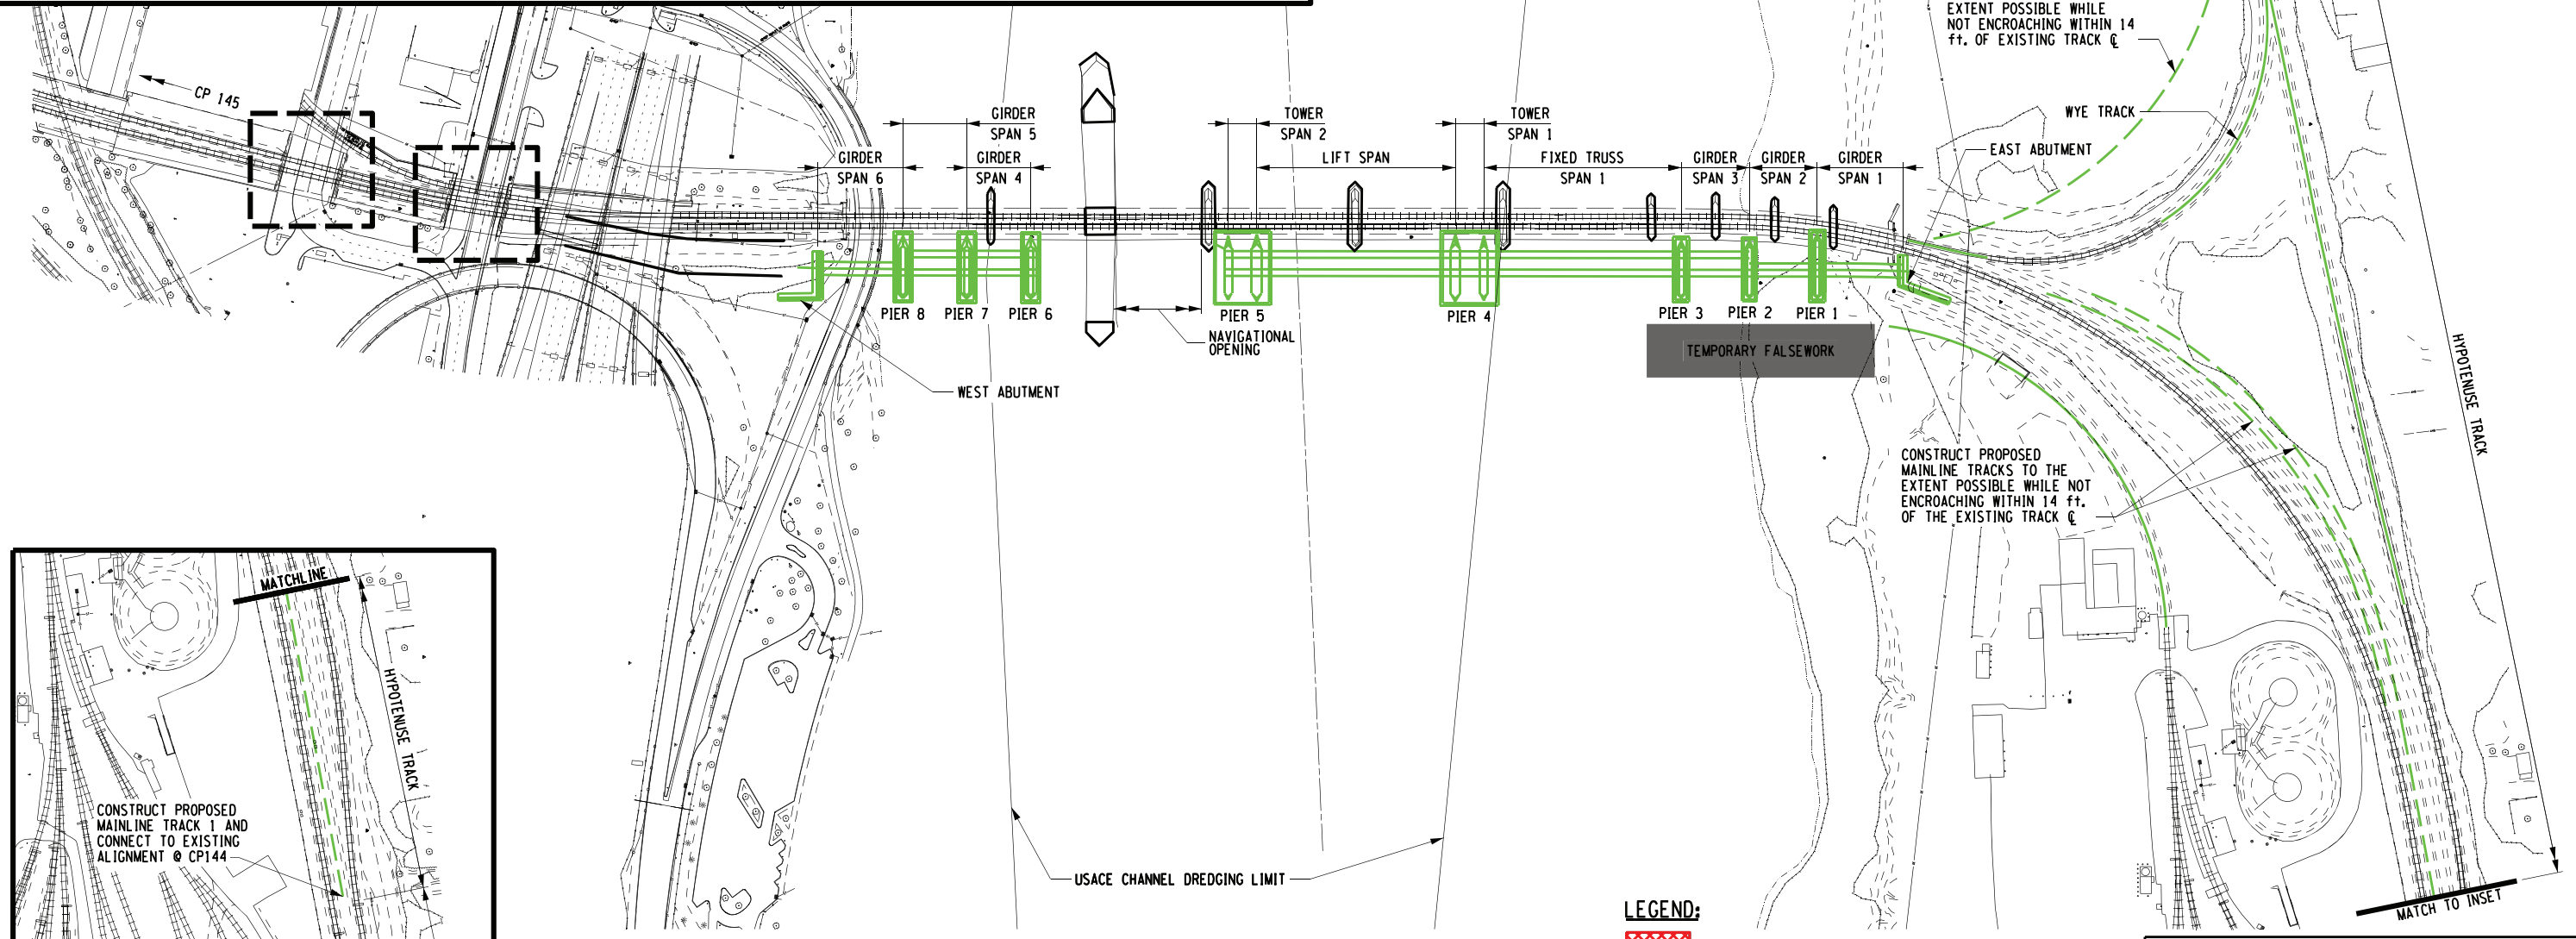 EXTENT POSSIBLE WHILE
NOT ENCROACHING WITHIN 14
ft. OF EXISTING TRACK ℄
CP 145
GIRDER
SPAN 5
TOWER
SPAN 2
TOWER
SPAN 1
WYE TRACK
GIRDER
SPAN 6
GIRDER
SPAN 4
LIFT SPAN
FIXED TRUSS
SPAN 1
GIRDER
SPAN 3
GIRDER
SPAN 2
GIRDER
SPAN 1
EAST ABUTMENT
PIER 8
PIER 7
PIER 6
PIER 5
PIER 4
PIER 3
PIER 2
PIER 1
NAVIGATIONAL
OPENING
TEMPORARY FALSEWORK
WEST ABUTMENT
HYPOTENUSE TRACK
CONSTRUCT PROPOSED
MAINLINE TRACKS TO THE
EXTENT POSSIBLE WHILE NOT
ENCROACHING WITHIN 14 ft.
OF THE EXISTING TRACK ℄
MATCHLINE
HYPOTENUSE TRACK
CONSTRUCT PROPOSED
MAINLINE TRACK 1 AND
CONNECT TO EXISTING
ALIGNMENT @ CP144
USACE CHANNEL DREDGING LIMIT
LEGEND:
MATCH TO INSET